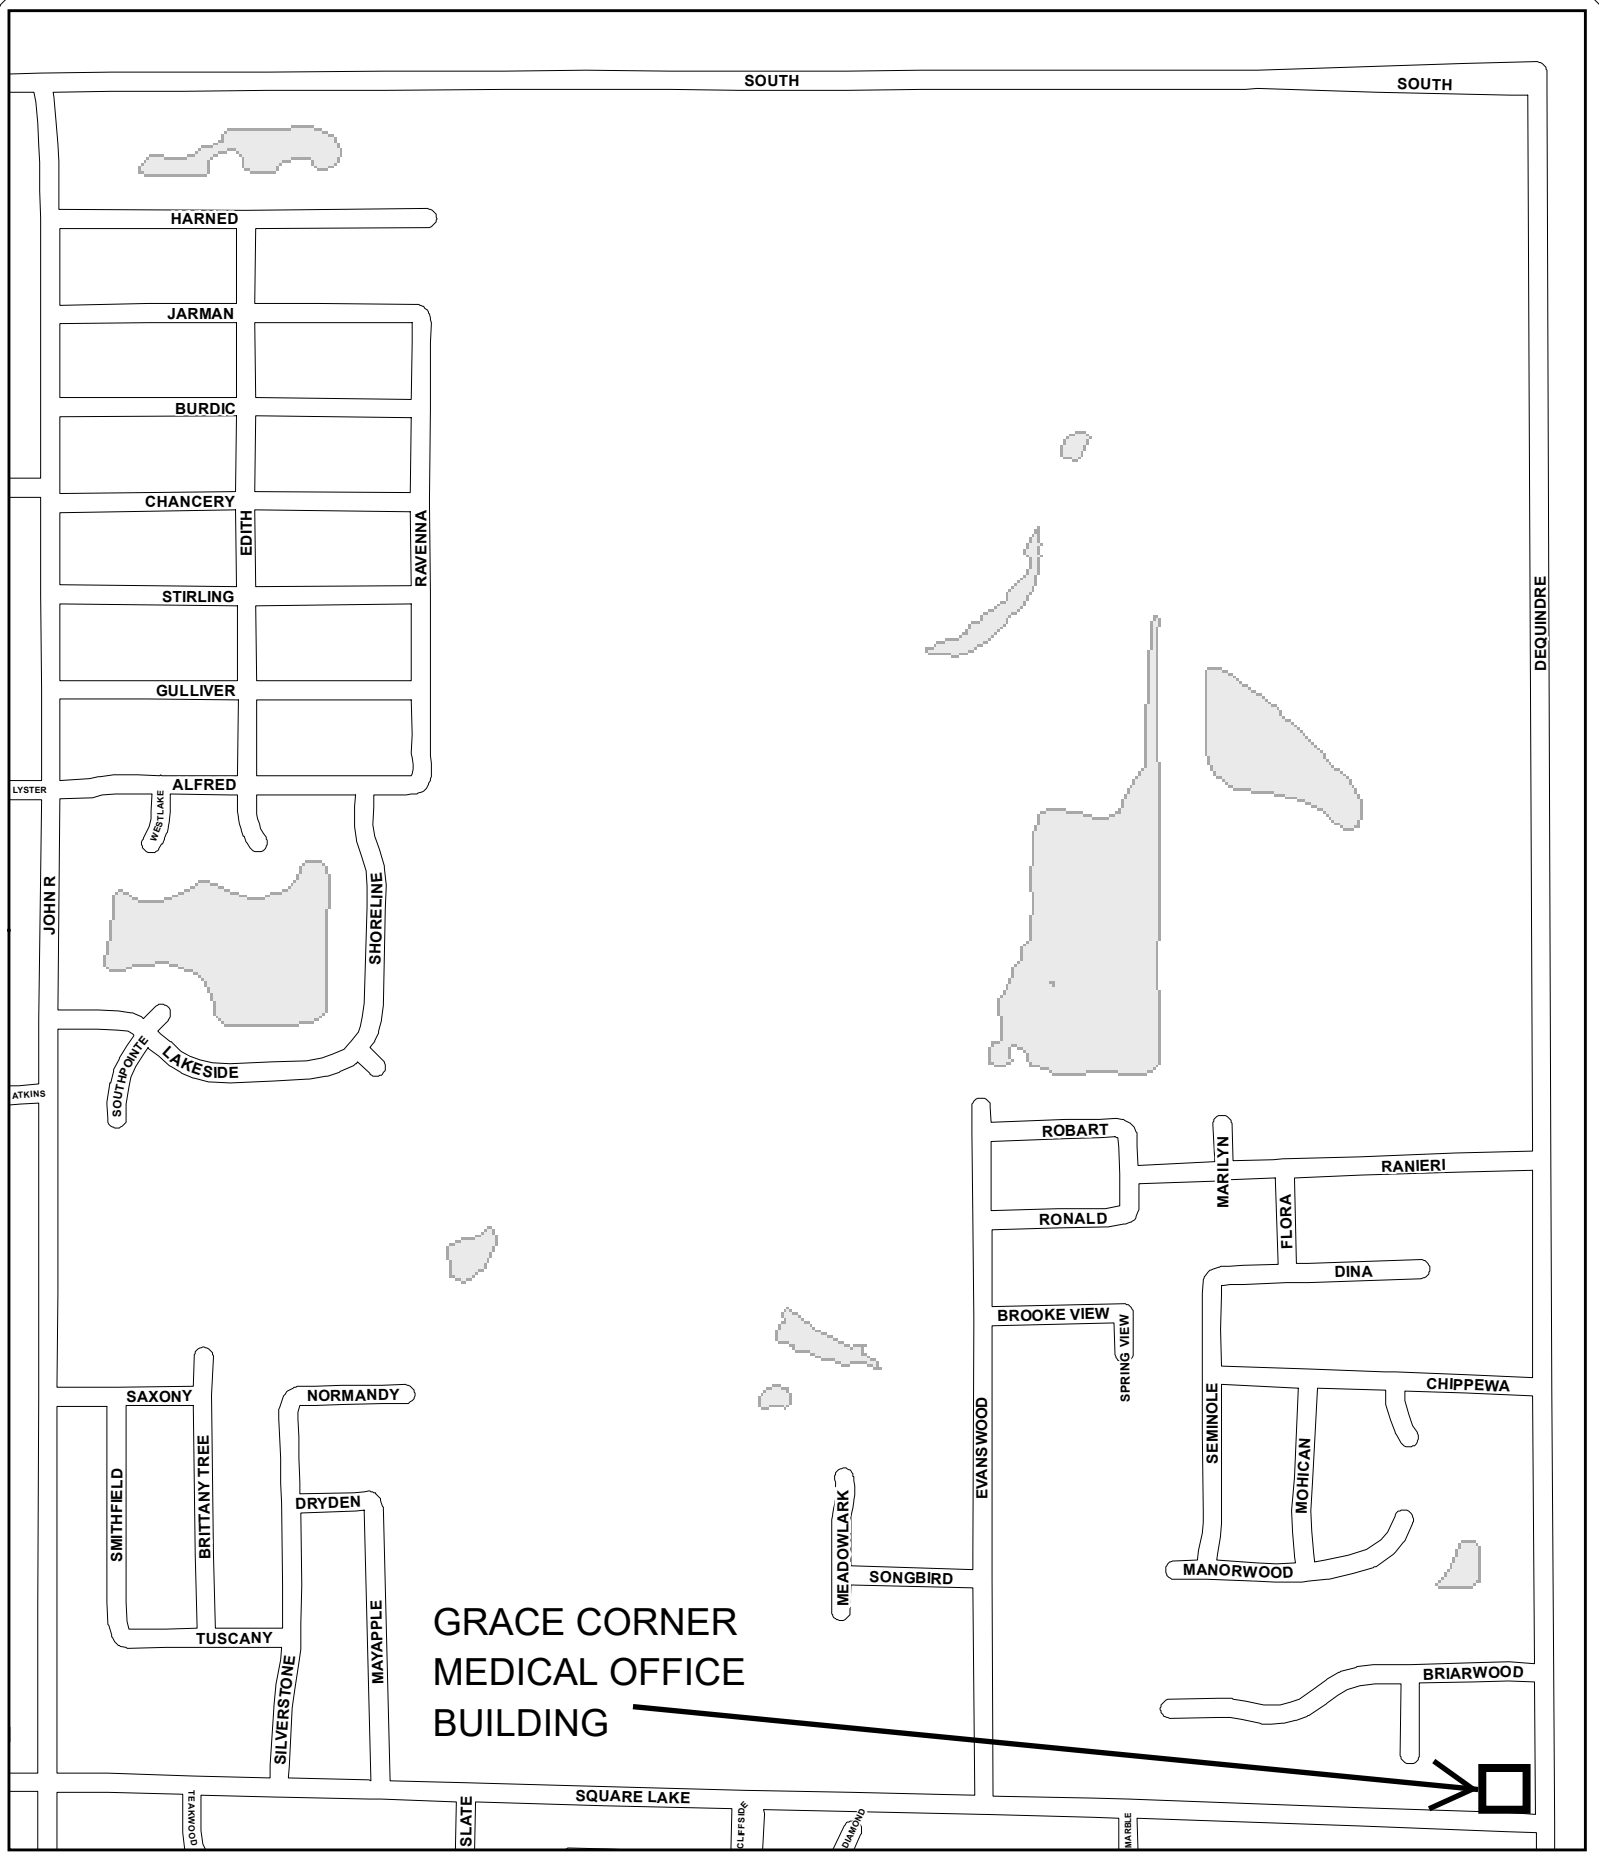 SOUTH
SOUTH
HARNED
JARMAN
BURDIC
CHANCERY
EDITH
RAVENNA
STIRLING
DEQUINDRE
GULLIVER
ALFRED
LYSTER
WESTLAKE
JOHN R
SHORELINE
SOUTHPOINTE
LAKESIDE
ATKINS
ROBART
MARILYN
RANIERI
RONALD
FLORA
DINA
BROOKE VIEW
SPRING VIEW
CHIPPEWA
SAXONY
NORMANDY
SEMINOLE
EVANSWOOD
MOHICAN
DRYDEN
SMITHFIELD
BRITTANY TREE
MEADOWLARK
SONGBIRD
MANORWOOD
TUSCANY
MAYAPPLE
SILVERSTONE
GRACE CORNER
MEDICAL OFFICE
BUILDING
BRIARWOOD
SQUARE LAKE
TEAKWOOD
SLATE
CLIFFSIDE
DIAMOND
MARBLE